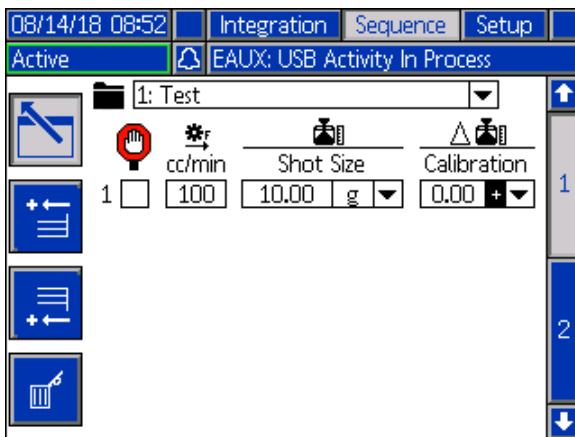 08/14/18 08:52 Integration Sequence Setup
Active EAUX: USB Activity In Process
1: Test
F
cc/min Shot Size Calibration
1 100 10.00 g 0.00 +
1
2